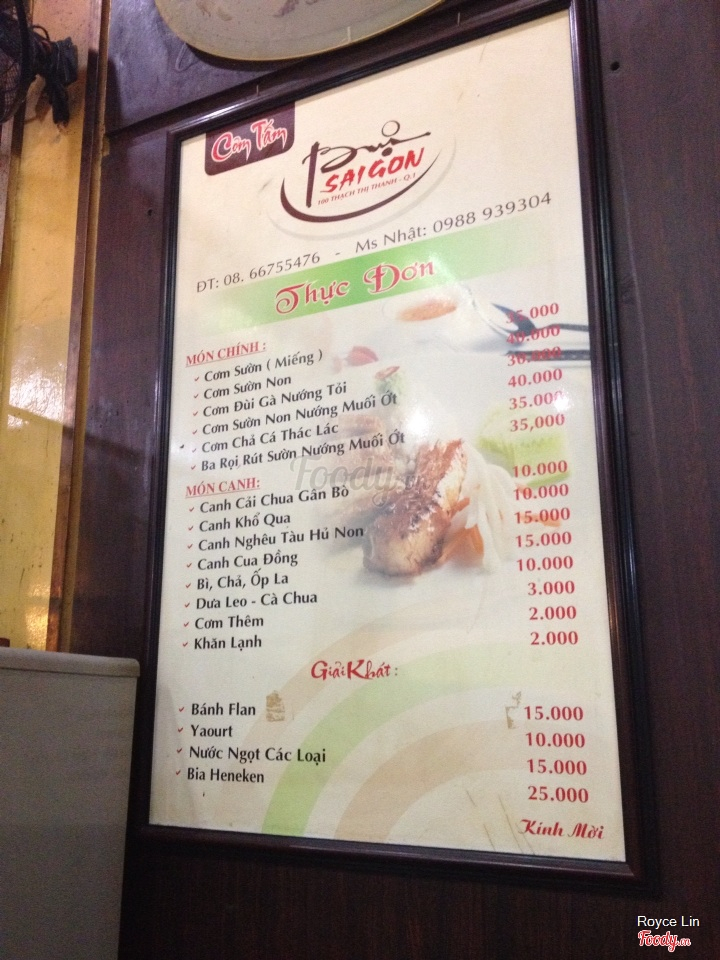 Cơm Tấm
Bụi
SAIGON
100 THẠCH THỊ THANH - Q.1
ĐT: 08. 66755476 - Ms Nhật: 0988 939304
Thực Đơn
MÓN CHÍNH :
Cơm Sườn ( Miếng ) 35.000
Cơm Sườn Non 40.000
Cơm Đùi Gà Nướng Tỏi 36.000
Cơm Sườn Non Nướng Muối Ớt 40.000
Cơm Chả Cá Thác Lác 35.000
Ba Rọi Rút Sườn Nướng Muối Ớt 35,000
MÓN CANH:
Canh Cải Chua Gân Bò 10.000
Canh Khổ Qua 10.000
Canh Nghêu Tàu Hủ Non 15.000
Canh Cua Đồng 15.000
Bì, Chả, Ốp La 10.000
Dưa Leo - Cà Chua 3.000
Cơm Thêm 2.000
Khăn Lạnh 2.000
Giải Khát :
Bánh Flan 15.000
Yaourt 10.000
Nước Ngọt Các Loại 15.000
Bia Heneken 25.000
Kính Mời
Foody
Royce Lin
Foody.vn